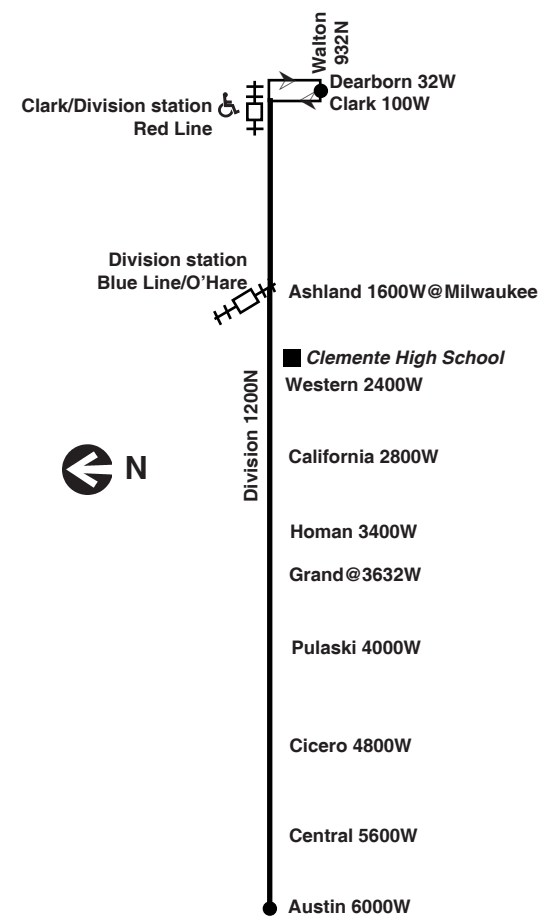 Walton
932N
Dearborn 32W
Clark 100W
Clark/Division station
Red Line
Division station
Blue Line/O'Hare
Ashland 1600W@Milwaukee
Clemente High School
Western 2400W
Division 1200N
California 2800W
N
Homan 3400W
Grand@3632W
Pulaski 4000W
Cicero 4800W
Central 5600W
Austin 6000W